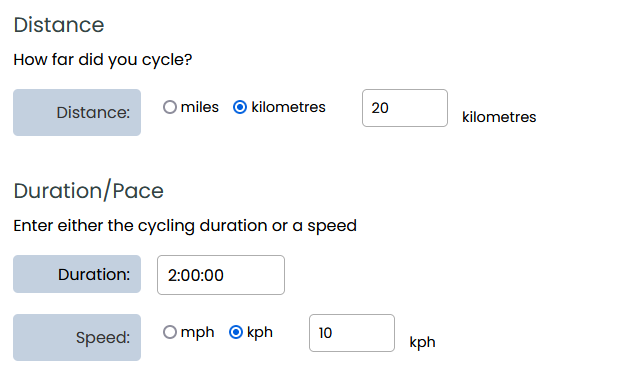 Distance
How far did you cycle?
Distance: miles kilometres 20 kilometres
Duration/Pace
Enter either the cycling duration or a speed
Duration: 2:00:00
Speed: mph kph 10 kph